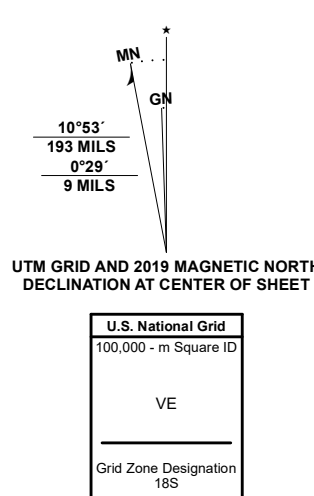 ★
MN
GN
10°53´
193 MILS
0°29´
9 MILS
UTM GRID AND 2019 MAGNETIC NORTH
DECLINATION AT CENTER OF SHEET
U.S. National Grid
100,000 - m Square ID
VE
Grid Zone Designation
18S